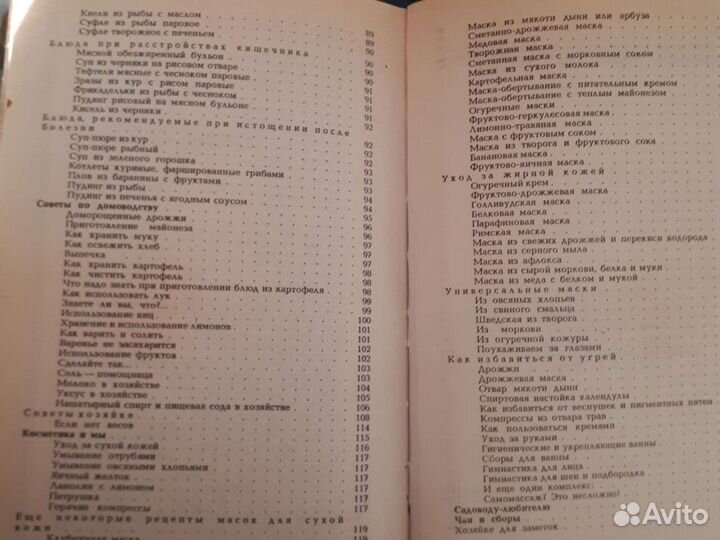 Кнели из рыбы с маслом
Суфле из рыбы паровое 89
Суфле творожное с печеньем 89
Блюда при расстройствах кишечника 90
Мясной обезжиренный бульон 90
Суп из черники на рисовом отваре 90
Тефтели мясные с чесноком паровые 90
Зразы из кур с рисом паровые 91
Фрикадельки из рыбы с чесноком 91
Пудинг рисовый на мясном бульоне 91
Кисель из черники 92
Блюда, рекомендуемые при истощении после
болезни 92
Суп-пюре из кур 92
Суп-пюре рыбный 92
Суп из зеленого горошка 93
Котлеты куриные, фаршированные грибами 93
Плов из баранины с фруктами 93
Пудинг из рыбы 94
Пудинг из печенья с ягодным соусом 94
Советы по домоводству 95
Доморощенные дрожжи 95
Приготовление майонеза 96
Как хранить муку 97
Как освежить хлеб 97
Выпечка 97
Как хранить картофель 98
Как чистить картофель 98
Что надо знать при приготовлении блюд из картофеля 98
Как использовать лук 99
Знаете ли вы, что?... 99
Использование яиц 100
Хранение и использование лимонов 101
Как варить и солить 101
Варенье не засахарится 102
Использование фруктов 102
Сделайте так... 103
Соль — помощница 103
Молоко в хозяйстве 104
Уксус в хозяйстве 105
Нашатырный спирт и пищевая сода в хозяйстве 106
Советы хозяйке 108
Если нет весов 114
Косметика и мы 115
Уход за сухой кожей 116
Умывание отрубями 117
Умывание овсяными хлопьями 117
Яичный желток 117
Ланолин с лимоном 117
Петрушка 117
Горячие компрессы 117
Еще некоторые рецепты масок для сухой
кожи 119
Клубничная маска
Маска из мякоти дыни или арбуза
Сметанно-дрожжевая маска
Медовая маска
Творожная маска
Сметанная маска с морковным соком
Маска из сухого молока
Картофельная маска
Маска-обертывание с питательным кремом
Маска-обертывание с теплым майонезом
Огуречные маски
Фруктово-геркулесовая маска
Лимонно-травяная маска
Маска с фруктовым соком
Маска из творога и фруктового сока
Банановая маска
Фруктово-яичная маска
Уход за жирной кожей
Огуречный крем
Фруктово-дрожжевая маска
Голливудская маска
Белковая маска
Парафиновая маска
Римская маска
Маска из свежих дрожжей и перекиси водорода
Маска из серного мыла
Маска из афлокса
Маска из сырой моркови, белка и муки
Маска из меда с белком и мукой
Универсальные маски
Из овсяных хлопьев
Из свиного смальца
Шведская из творога
Из моркови
Из огуречной кожуры
Поухаживаем за глазами
Как избавиться от угрей
Дрожжи
Дрожжевая маска
Отвар мякоти дыни
Спиртовая настойка календулы
Как избавиться от веснушек и пигментных пятен
Компрессы из отвара трав
Как пользоваться кремами
Уход за руками
Гигиенические и укрепляющие ванны
Сборы для ванны
Гимнастика для лица
Гимнастика для шеи и подбородка
И еще один комплекс:
Самомассаж? Это несложно!
Садоводу-любителю
Чаи и сборы
Хозяйке для заметок
Avito